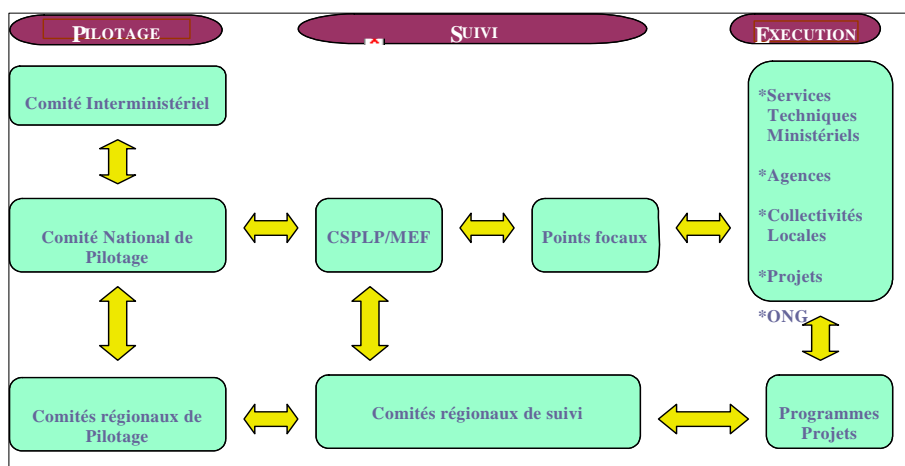 PILOTAGE
SUIVI
EXECUTION
Comité Interministériel
*Services
Techniques
Ministériels
*Agences
*Collectivités
Locales
*Projets
*ONG
Comité National de
Pilotage
CSPLP/MEF
Points focaux
Comités régionaux de
Pilotage
Comités régionaux de suivi
Programmes
Projets